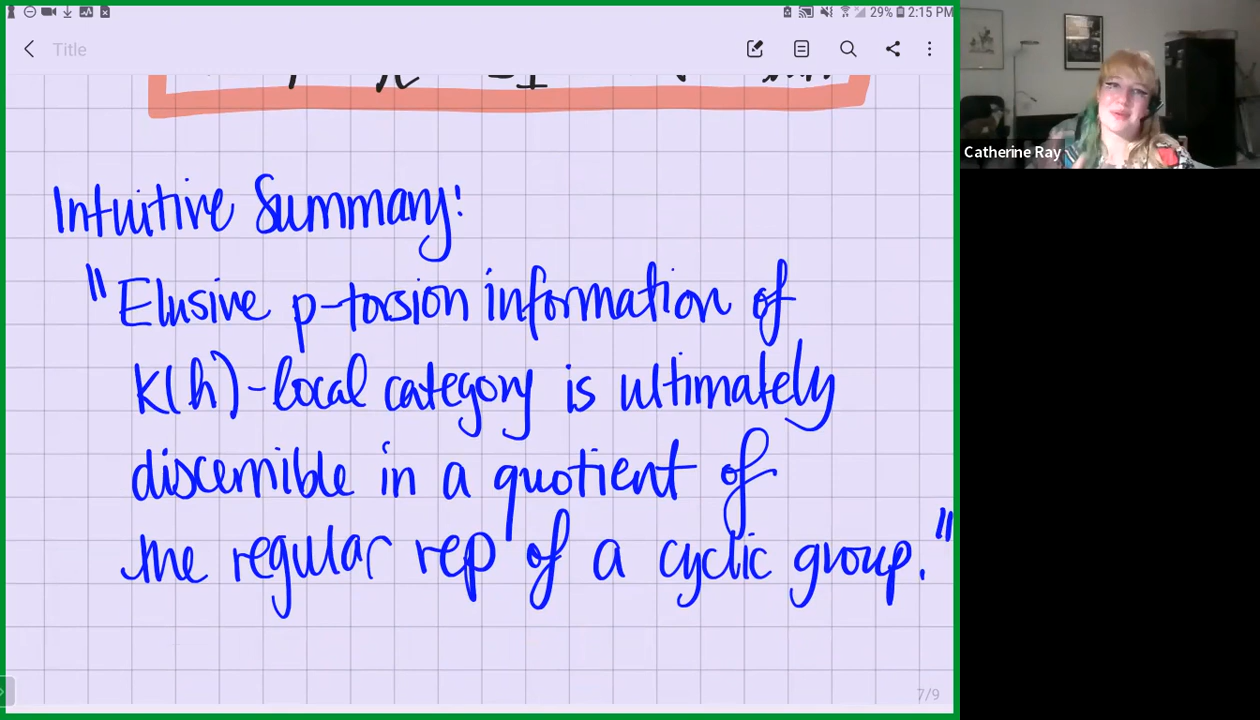 29% 2:15 PM
Title
Catherine Ray
Intuitive Summary:
"Elusive p-torsion information of
K(h)-local category is ultimately
discernible in a quotient of
the regular rep of a cyclic group."
7/9